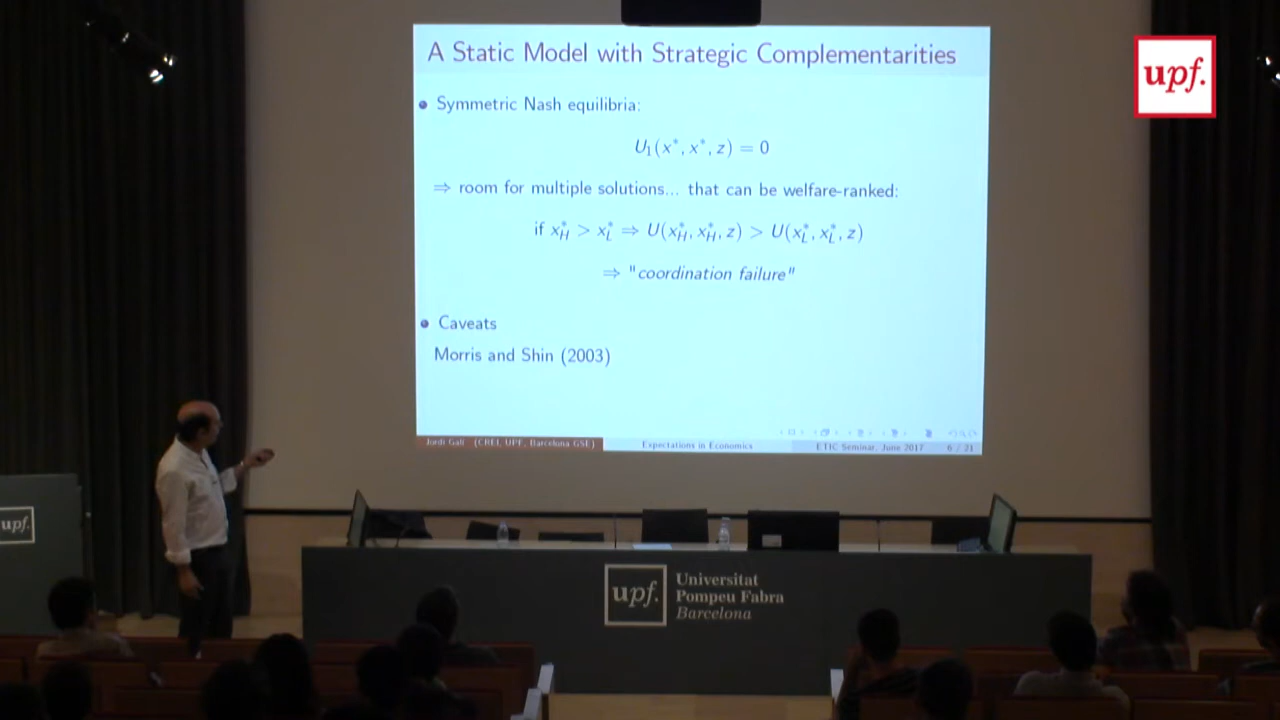 A Static Model with Strategic Complementarities
upf.
Symmetric Nash equilibria:
U₁(x*, x*, z) = 0
⇒ room for multiple solutions... that can be welfare-ranked:
if x*_H > x*_L ⇒ U(x*_H, x*_H, z) > U(x*_L, x*_L, z)
⇒ "coordination failure"
Caveats
Morris and Shin (2003)
Jordi Galí (CREI, UPF, Barcelona GSE)
Expectations in Economics
ETIC Seminar, June 2017
6 / 21
upf.
upf.
Universitat
Pompeu Fabra
Barcelona